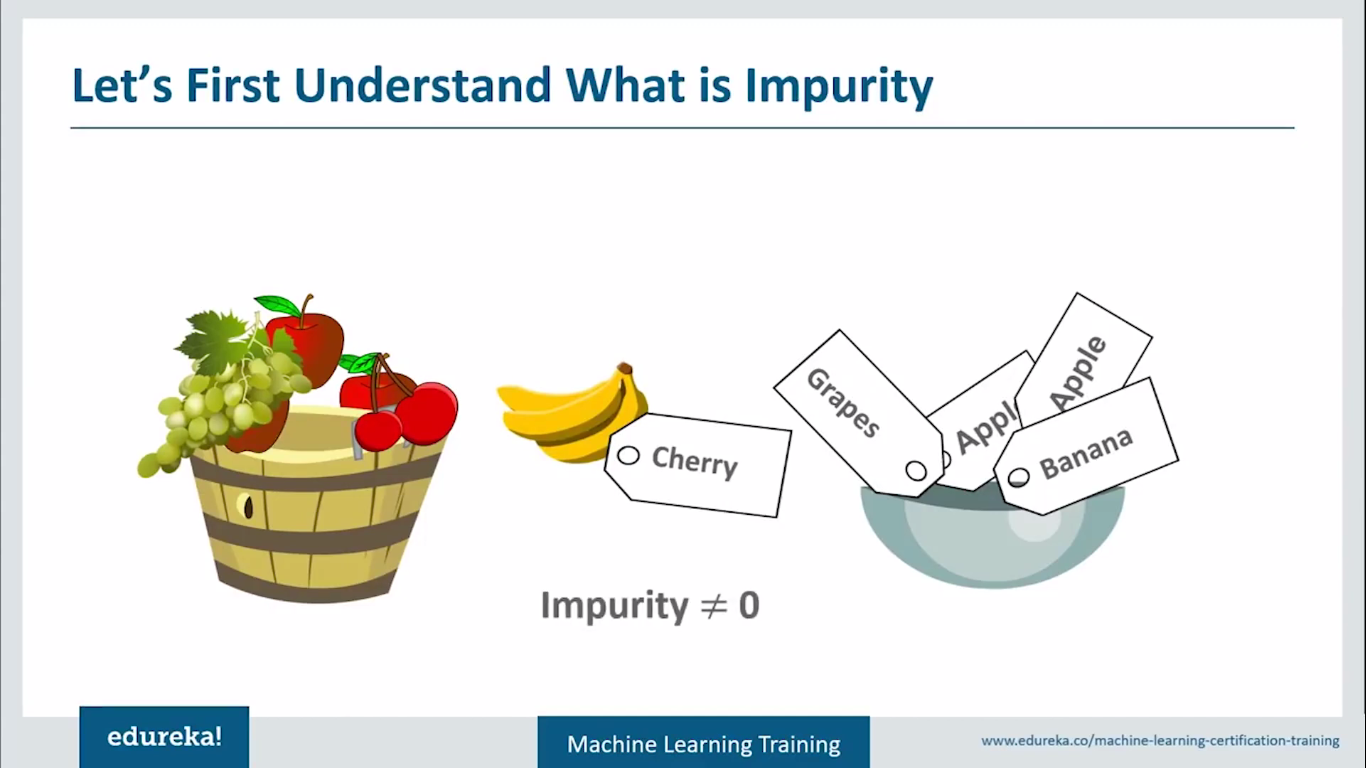 Let's First Understand What is Impurity
Cherry
Grapes
Appl
Apple
Banana
Impurity ≠ 0
edureka!
Machine Learning Training
www.edureka.co/machine-learning-certification-training